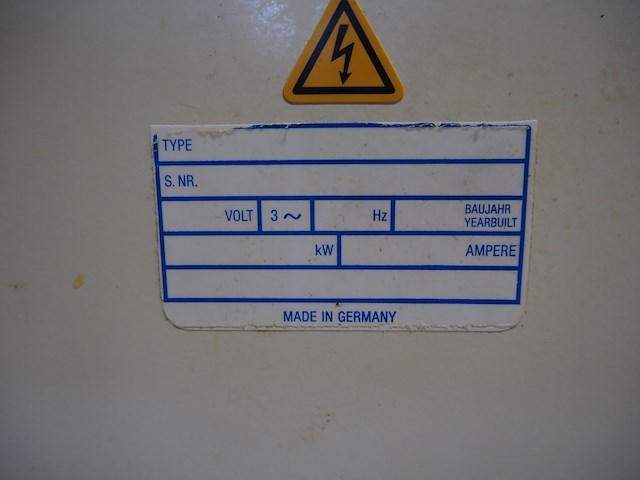 TYPE
S. NR.
VOLT 3 ~ Hz BAUJAHR
YEARBUILT
kW AMPERE
MADE IN GERMANY